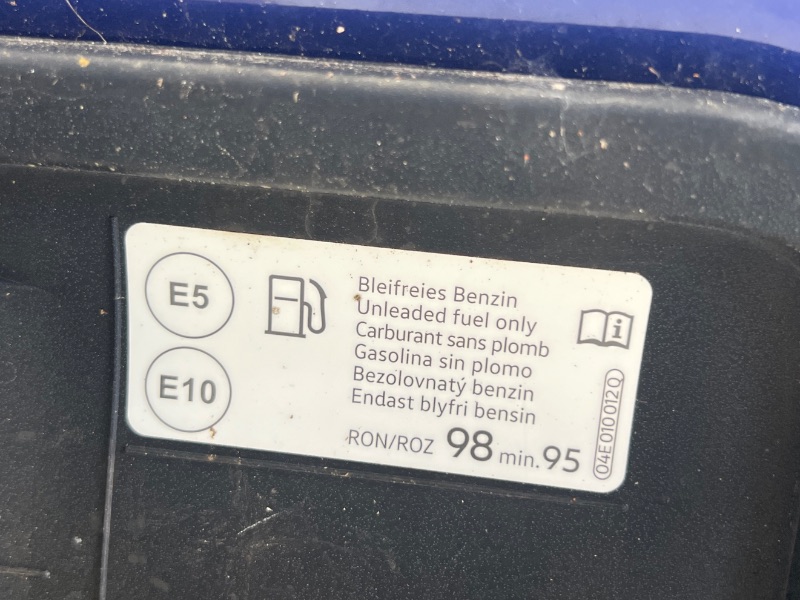 E5
E10
Bleifreies Benzin
Unleaded fuel only
Carburant sans plomb
Gasolina sin plomo
Bezolovnatý benzin
Endast blyfri bensin
RON/ROZ 98 min. 95
i
04E010012Q